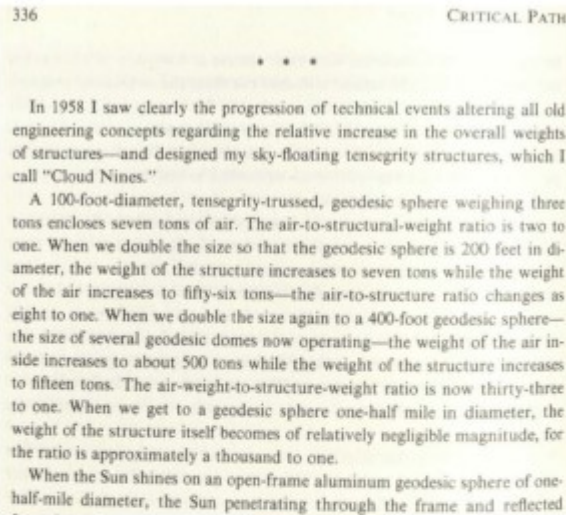 336 CRITICAL PATH
• • •
In 1958 I saw clearly the progression of technical events altering all old
engineering concepts regarding the relative increase in the overall weights
of structures—and designed my sky-floating tensegrity structures, which I
call "Cloud Nines."
A 100-foot-diameter, tensegrity-trussed, geodesic sphere weighing three
tons encloses seven tons of air. The air-to-structural-weight ratio is two to
one. When we double the size so that the geodesic sphere is 200 feet in di-
ameter, the weight of the structure increases to seven tons while the weight
of the air increases to fifty-six tons—the air-to-structure ratio changes as
eight to one. When we double the size again to a 400-foot geodesic sphere—
the size of several geodesic domes now operating—the weight of the air in-
side increases to about 500 tons while the weight of the structure increases
to fifteen tons. The air-weight-to-structure-weight ratio is now thirty-three
to one. When we get to a geodesic sphere one-half mile in diameter, the
weight of the structure itself becomes of relatively negligible magnitude, for
the ratio is approximately a thousand to one.
When the Sun shines on an open-frame aluminum geodesic sphere of one-
half-mile diameter, the Sun penetrating through the frame and reflected